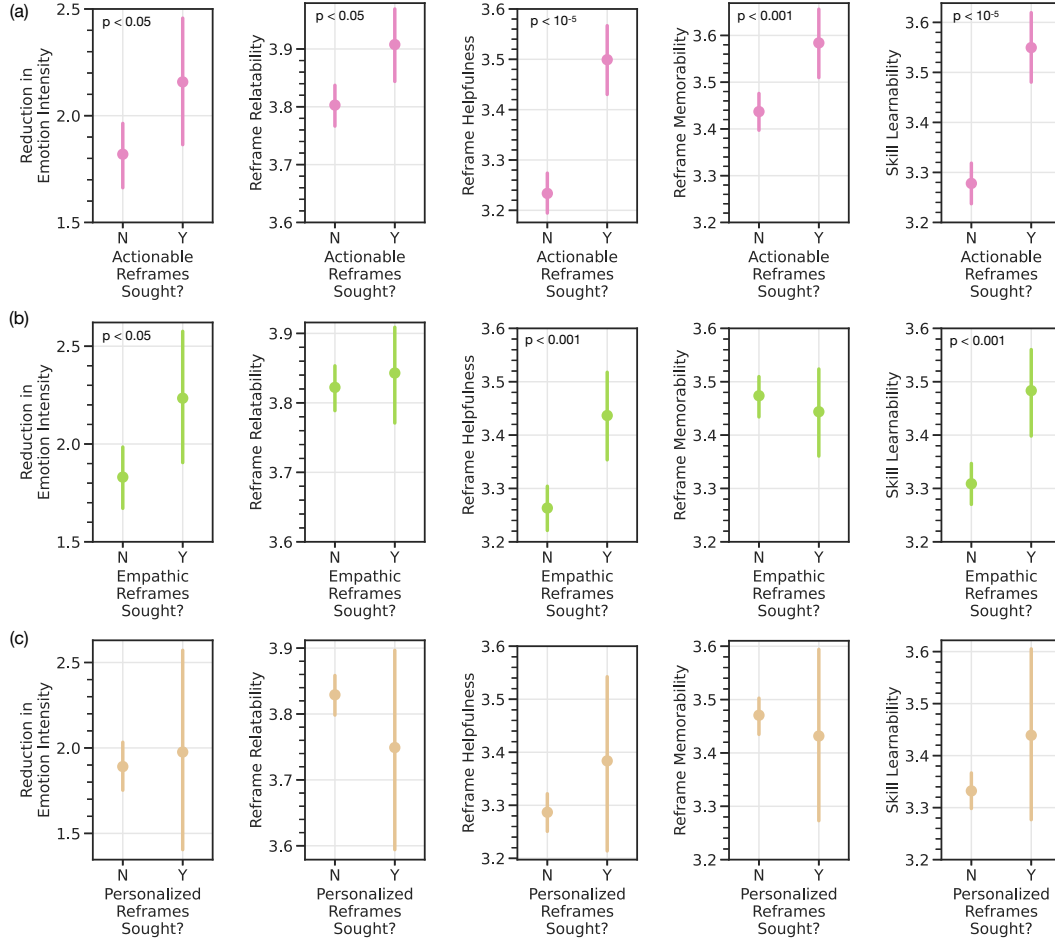 (a)
p < 0.05
Reduction in
Emotion Intensity
2.5
2.0
1.5
N Y
Actionable
Reframes
Sought?
p < 0.05
Reframe Relatability
3.9
3.8
3.7
3.6
N Y
Actionable
Reframes
Sought?
p < 10⁻⁵
Reframe Helpfulness
3.6
3.5
3.4
3.3
3.2
N Y
Actionable
Reframes
Sought?
p < 0.001
Reframe Memorability
3.6
3.5
3.4
3.3
3.2
N Y
Actionable
Reframes
Sought?
p < 10⁻⁵
Skill Learnability
3.6
3.5
3.4
3.3
3.2
N Y
Actionable
Reframes
Sought?
(b)
p < 0.05
Reduction in
Emotion Intensity
2.5
2.0
1.5
N Y
Empathic
Reframes
Sought?
Reframe Relatability
3.9
3.8
3.7
3.6
N Y
Empathic
Reframes
Sought?
p < 0.001
Reframe Helpfulness
3.6
3.5
3.4
3.3
3.2
N Y
Empathic
Reframes
Sought?
Reframe Memorability
3.6
3.5
3.4
3.3
3.2
N Y
Empathic
Reframes
Sought?
p < 0.001
Skill Learnability
3.6
3.5
3.4
3.3
3.2
N Y
Empathic
Reframes
Sought?
(c)
Reduction in
Emotion Intensity
2.5
2.0
1.5
N Y
Personalized
Reframes
Sought?
Reframe Relatability
3.9
3.8
3.7
3.6
N Y
Personalized
Reframes
Sought?
Reframe Helpfulness
3.6
3.5
3.4
3.3
3.2
N Y
Personalized
Reframes
Sought?
Reframe Memorability
3.6
3.5
3.4
3.3
3.2
N Y
Personalized
Reframes
Sought?
Skill Learnability
3.6
3.5
3.4
3.3
3.2
N Y
Personalized
Reframes
Sought?